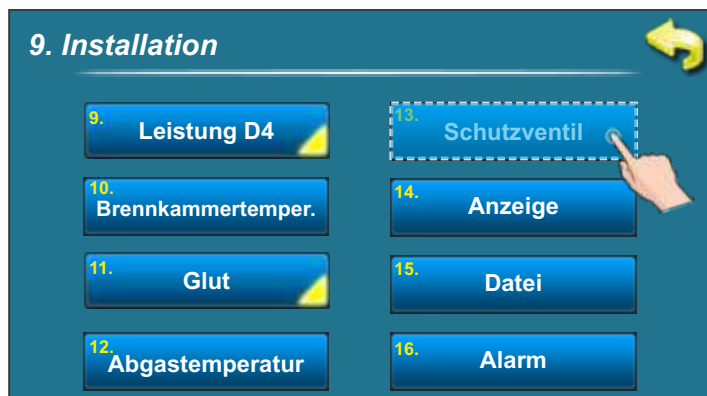 9. Installation
9.
Leistung D4
10.
Brennkammertemper.
11.
Glut
12.
Abgastemperatur
13.
Schutzventil
14.
Anzeige
15.
Datei
16.
Alarm